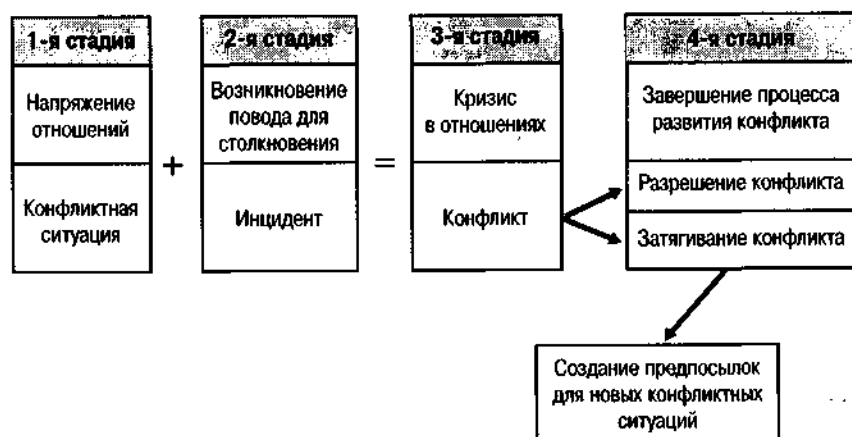 1-я стадия
Напряжение
отношений
Конфликтная
ситуация
+
2-я стадия
Возникновение
повода для
столкновения
Инцидент
=
3-я стадия
Кризис
в отношениях
Конфликт
4-я стадия
Завершение процесса
развития конфликта
Разрешение конфликта
Затягивание конфликта
Создание предпосылок
для новых конфликтных
ситуаций